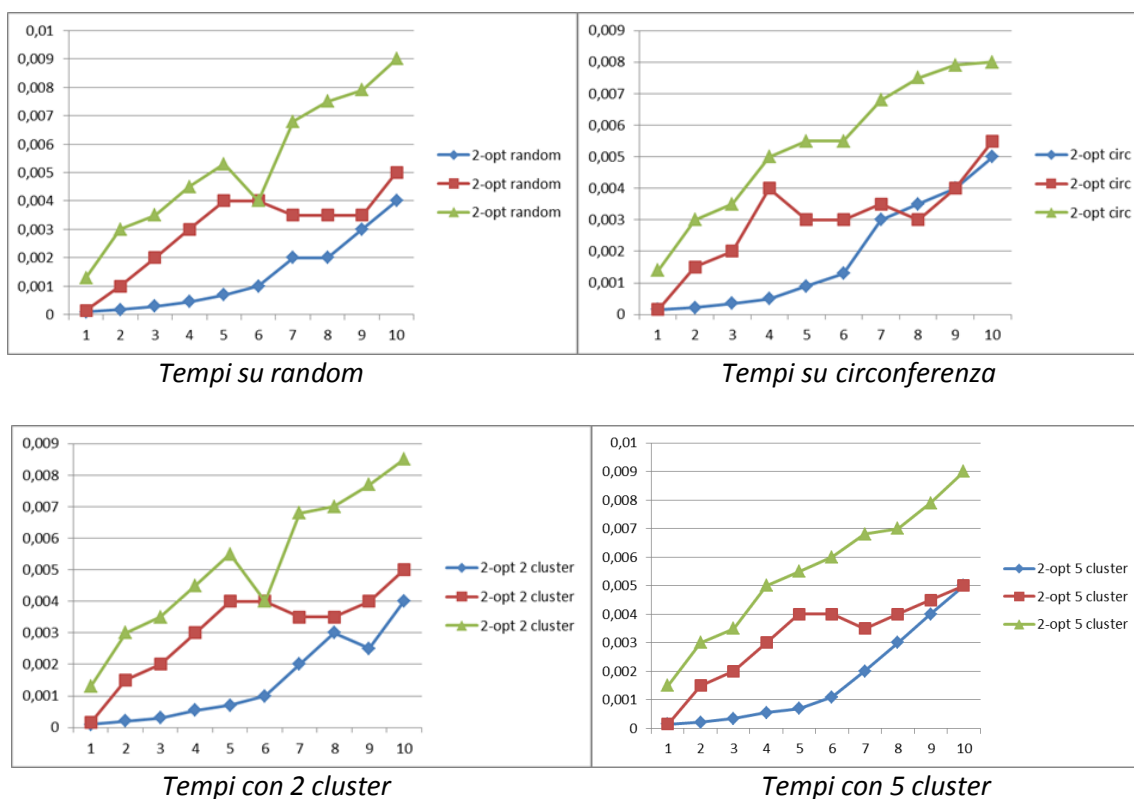 0,01
0,009
0,008
0,007
0,006
0,005
0,004
0,003
0,002
0,001
0
1 2 3 4 5 6 7 8 9 10
2-opt random
2-opt random
2-opt random
Tempi su random
0,009
0,008
0,007
0,006
0,005
0,004
0,003
0,002
0,001
0
1 2 3 4 5 6 7 8 9 10
2-opt circ
2-opt circ
2-opt circ
Tempi su circonferenza
0,009
0,008
0,007
0,006
0,005
0,004
0,003
0,002
0,001
0
1 2 3 4 5 6 7 8 9 10
2-opt 2 cluster
2-opt 2 cluster
2-opt 2 cluster
Tempi con 2 cluster
0,01
0,009
0,008
0,007
0,006
0,005
0,004
0,003
0,002
0,001
0
1 2 3 4 5 6 7 8 9 10
2-opt 5 cluster
2-opt 5 cluster
2-opt 5 cluster
Tempi con 5 cluster